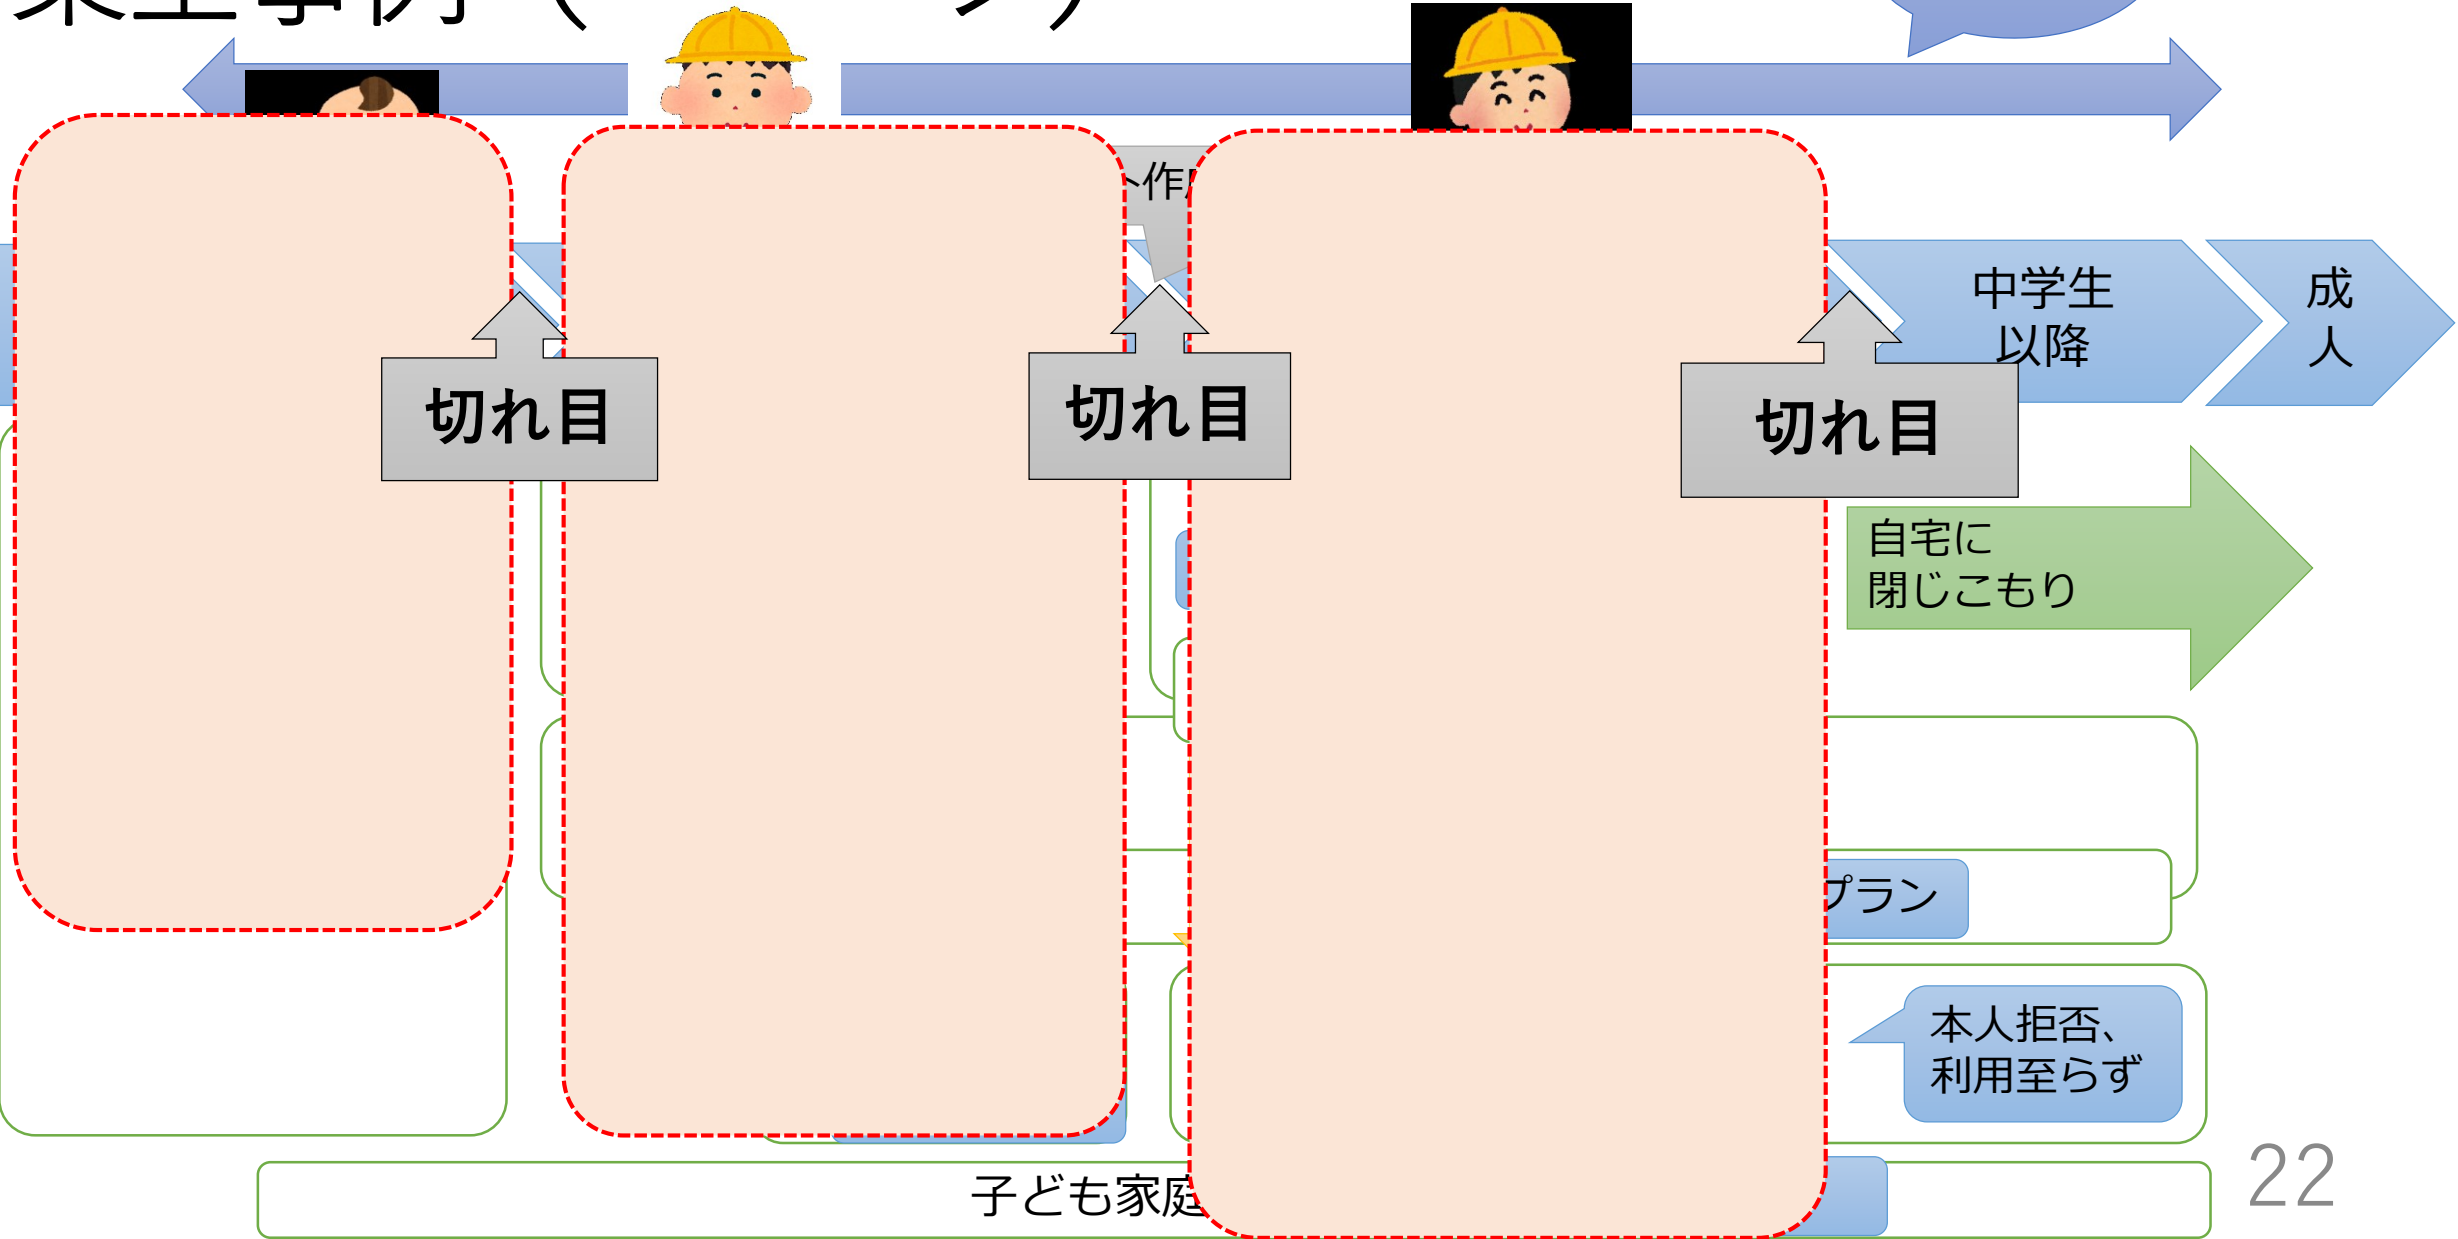 作
中学生
以降
成
人
切れ目
切れ目
切れ目
自宅に
閉じこもり
プラン
本人拒否、
利用至らず
子ども家庭
22